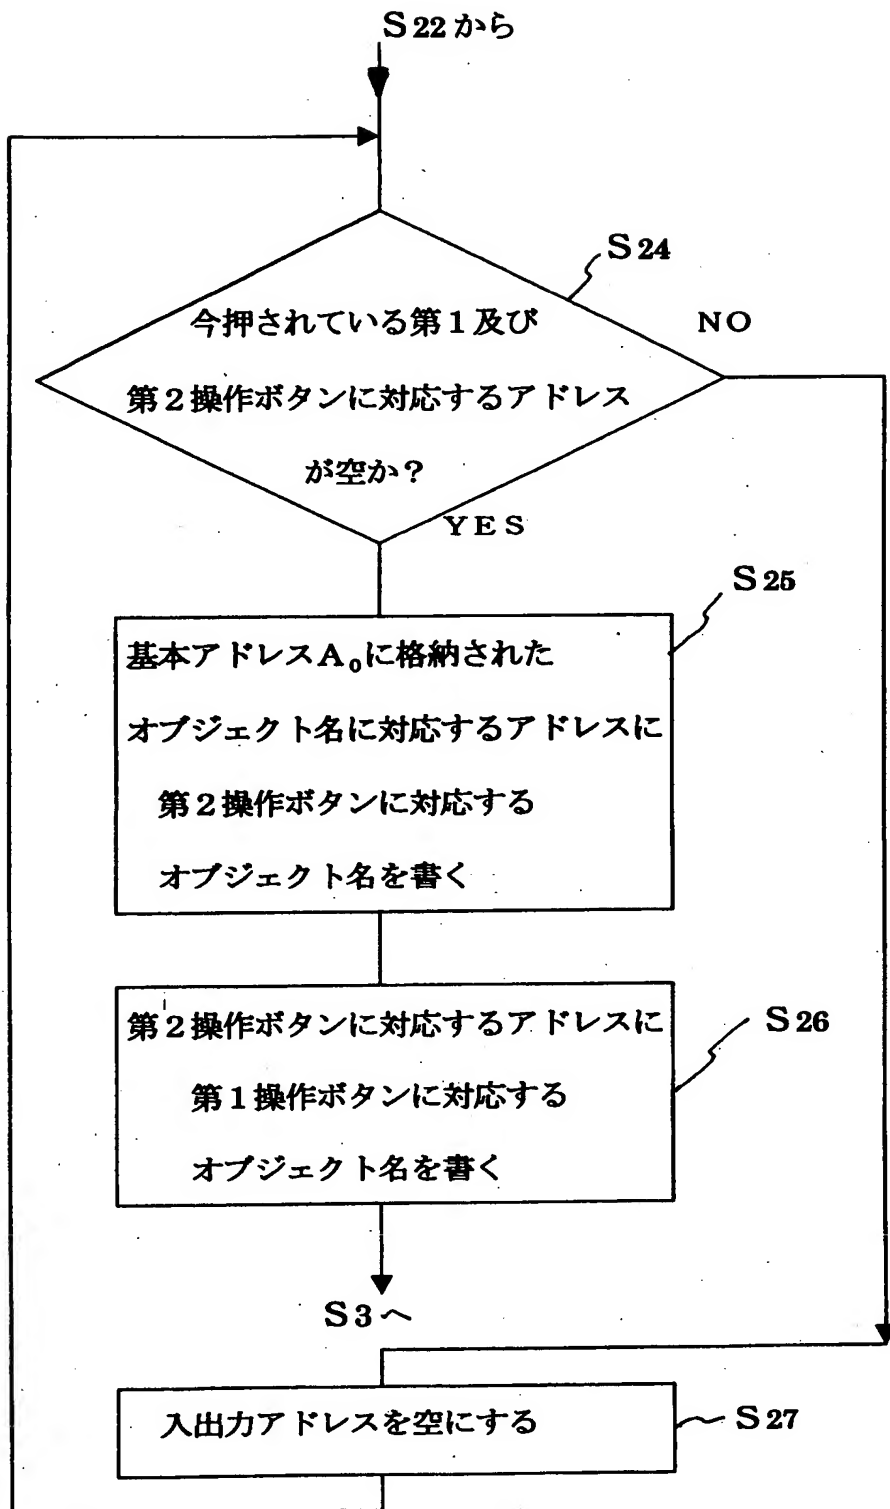 S22から
S24
今押されている第1及び
NO
第2操作ボタンに対応するアドレス
が空か?
YES
S25
基本アドレスA₀に格納された
オブジェクト名に対応するアドレスに
第2操作ボタンに対応する
オブジェクト名を書く
S26
第2操作ボタンに対応するアドレスに
第1操作ボタンに対応する
オブジェクト名を書く
S3へ
入出力アドレスを空にする
S27